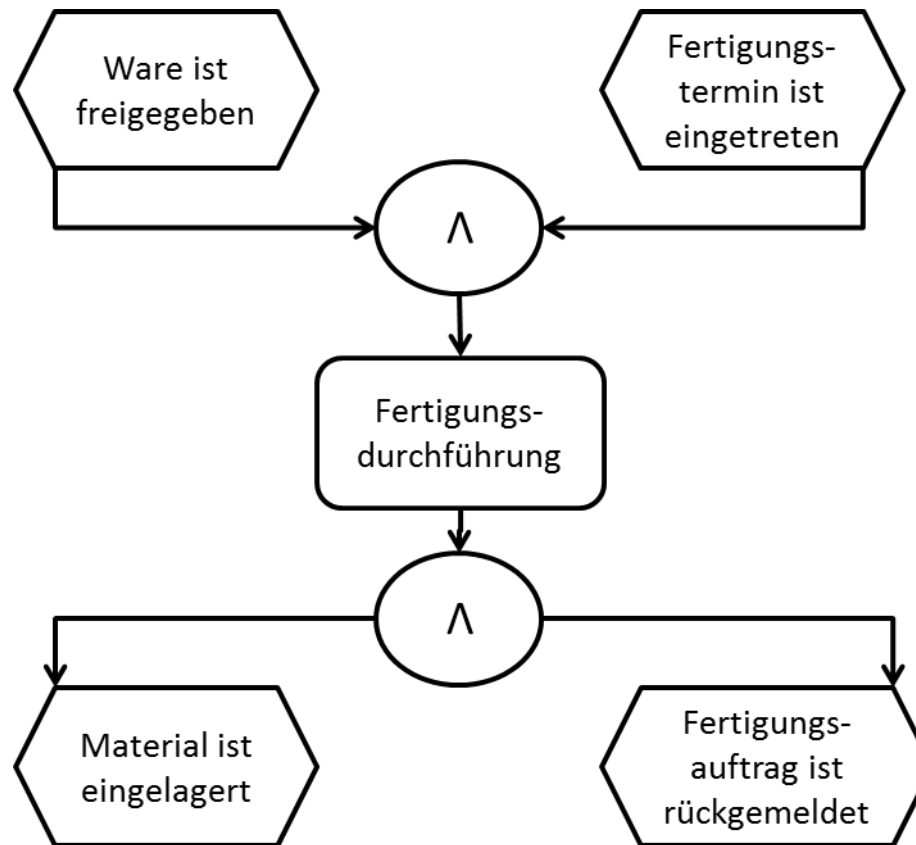 Ware ist
freigegeben
Fertigungs-
termin ist
eingetreten
Λ
Fertigungs-
durchführung
Λ
Material ist
eingelagert
Fertigungs-
auftrag ist
rückgemeldet